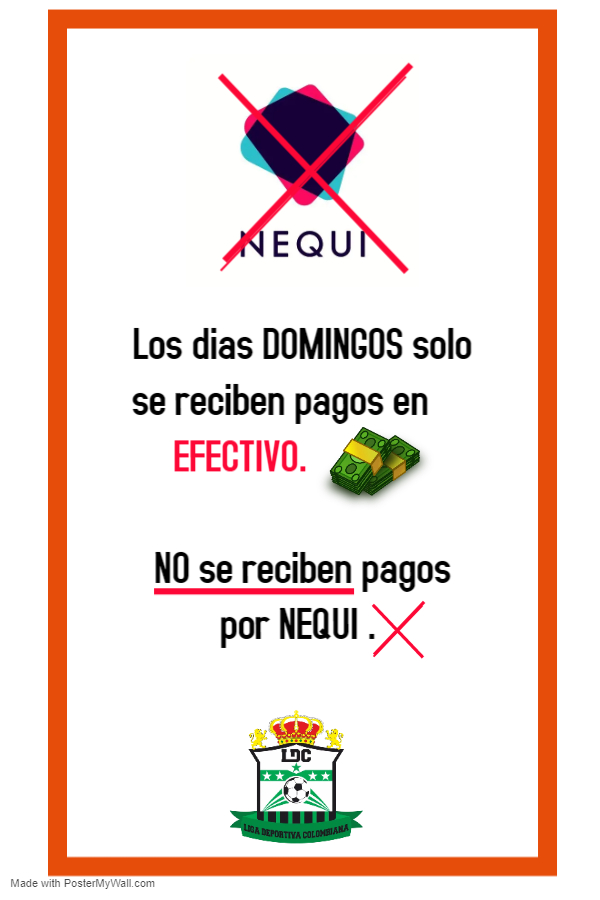 NEQUI
Los dias DOMINGOS solo
se reciben pagos en
EFECTIVO.
NO se reciben pagos
por NEQUI .
LDC
LIGA DEPORTIVA COLOMBIANA
Made with PosterMyWall.com